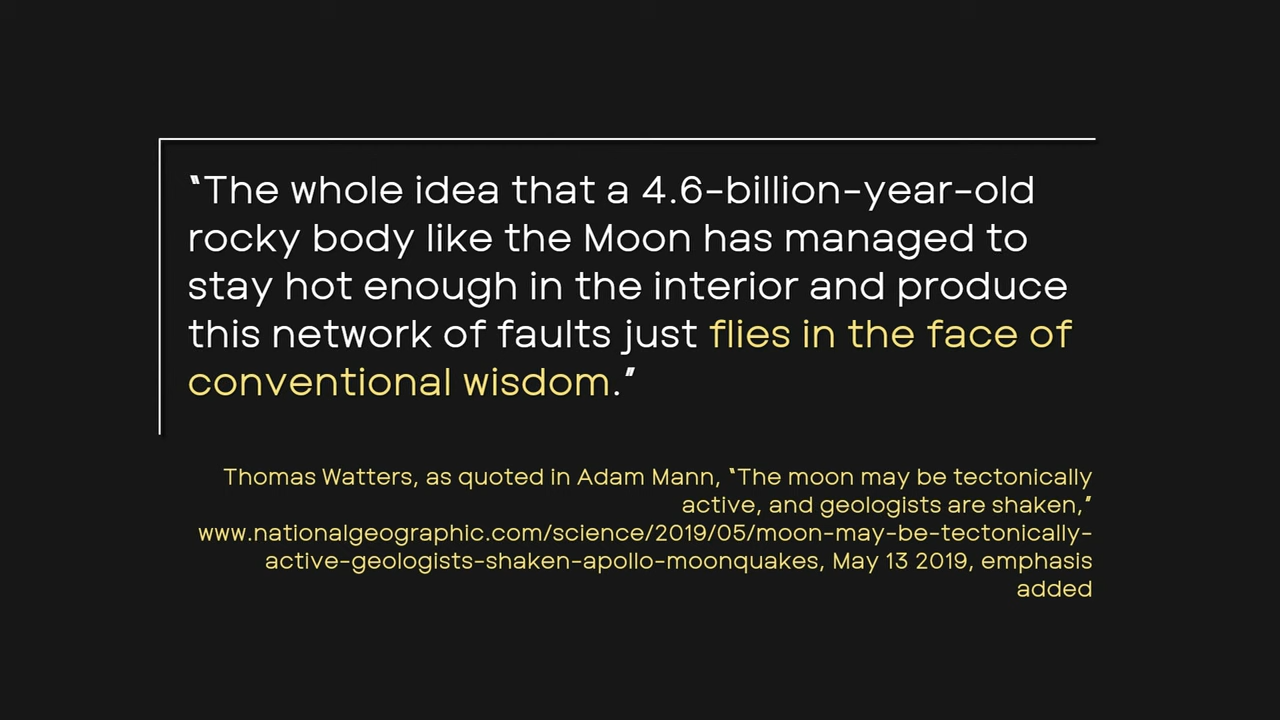 “The whole idea that a 4.6-billion-year-old
rocky body like the Moon has managed to
stay hot enough in the interior and produce
this network of faults just flies in the face of
conventional wisdom.”
Thomas Watters, as quoted in Adam Mann, “The moon may be tectonically
active, and geologists are shaken,”
www.nationalgeographic.com/science/2019/05/moon-may-be-tectonically-
active-geologists-shaken-apollo-moonquakes, May 13 2019, emphasis
added